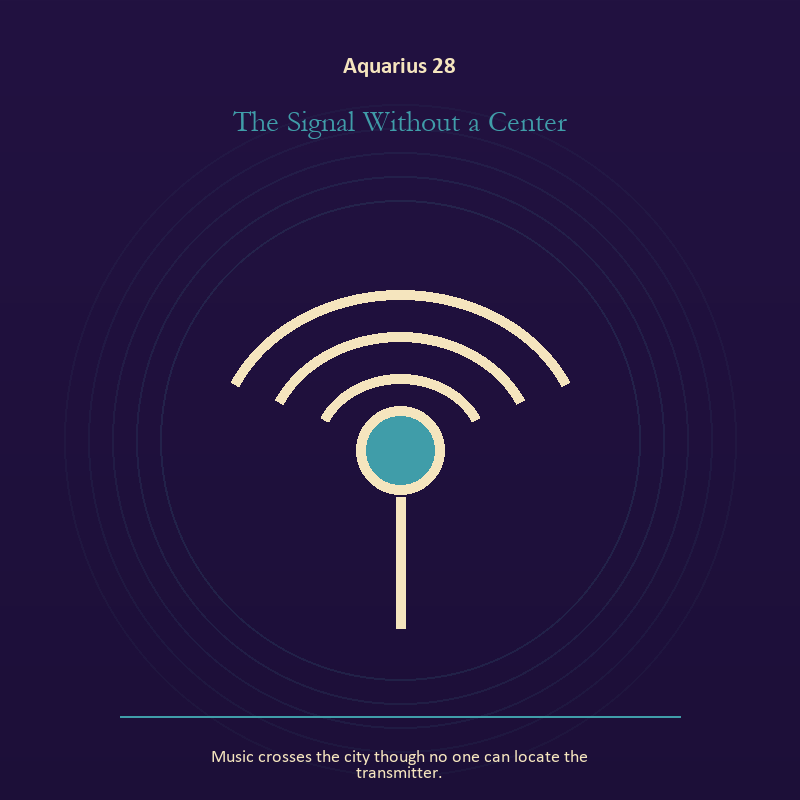 Aquarius 28
The Signal Without a Center
Music crosses the city though no one can locate the
transmitter.